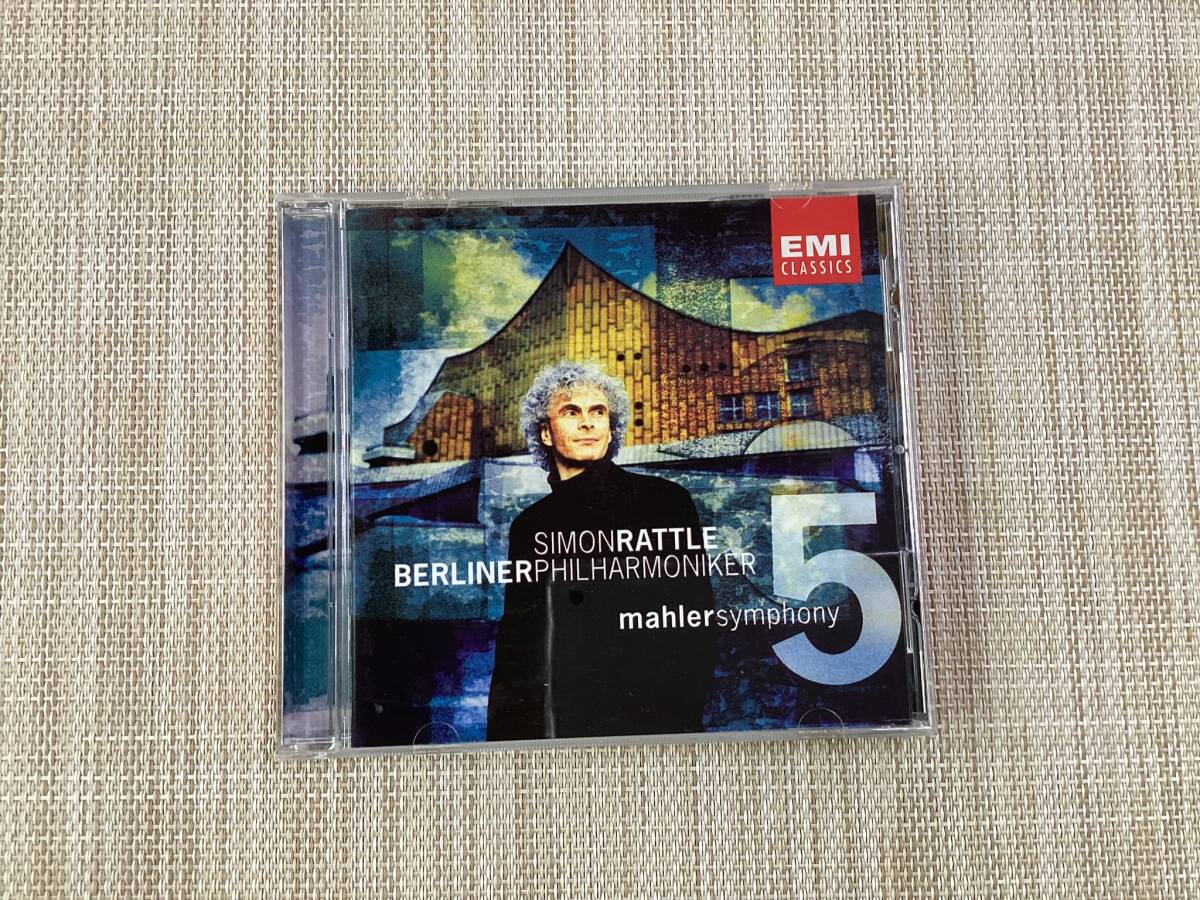 EMI
CLASSICS
SIMONRATTLE
BERLINERPHILHARMONIKER
mahlersymphony
5